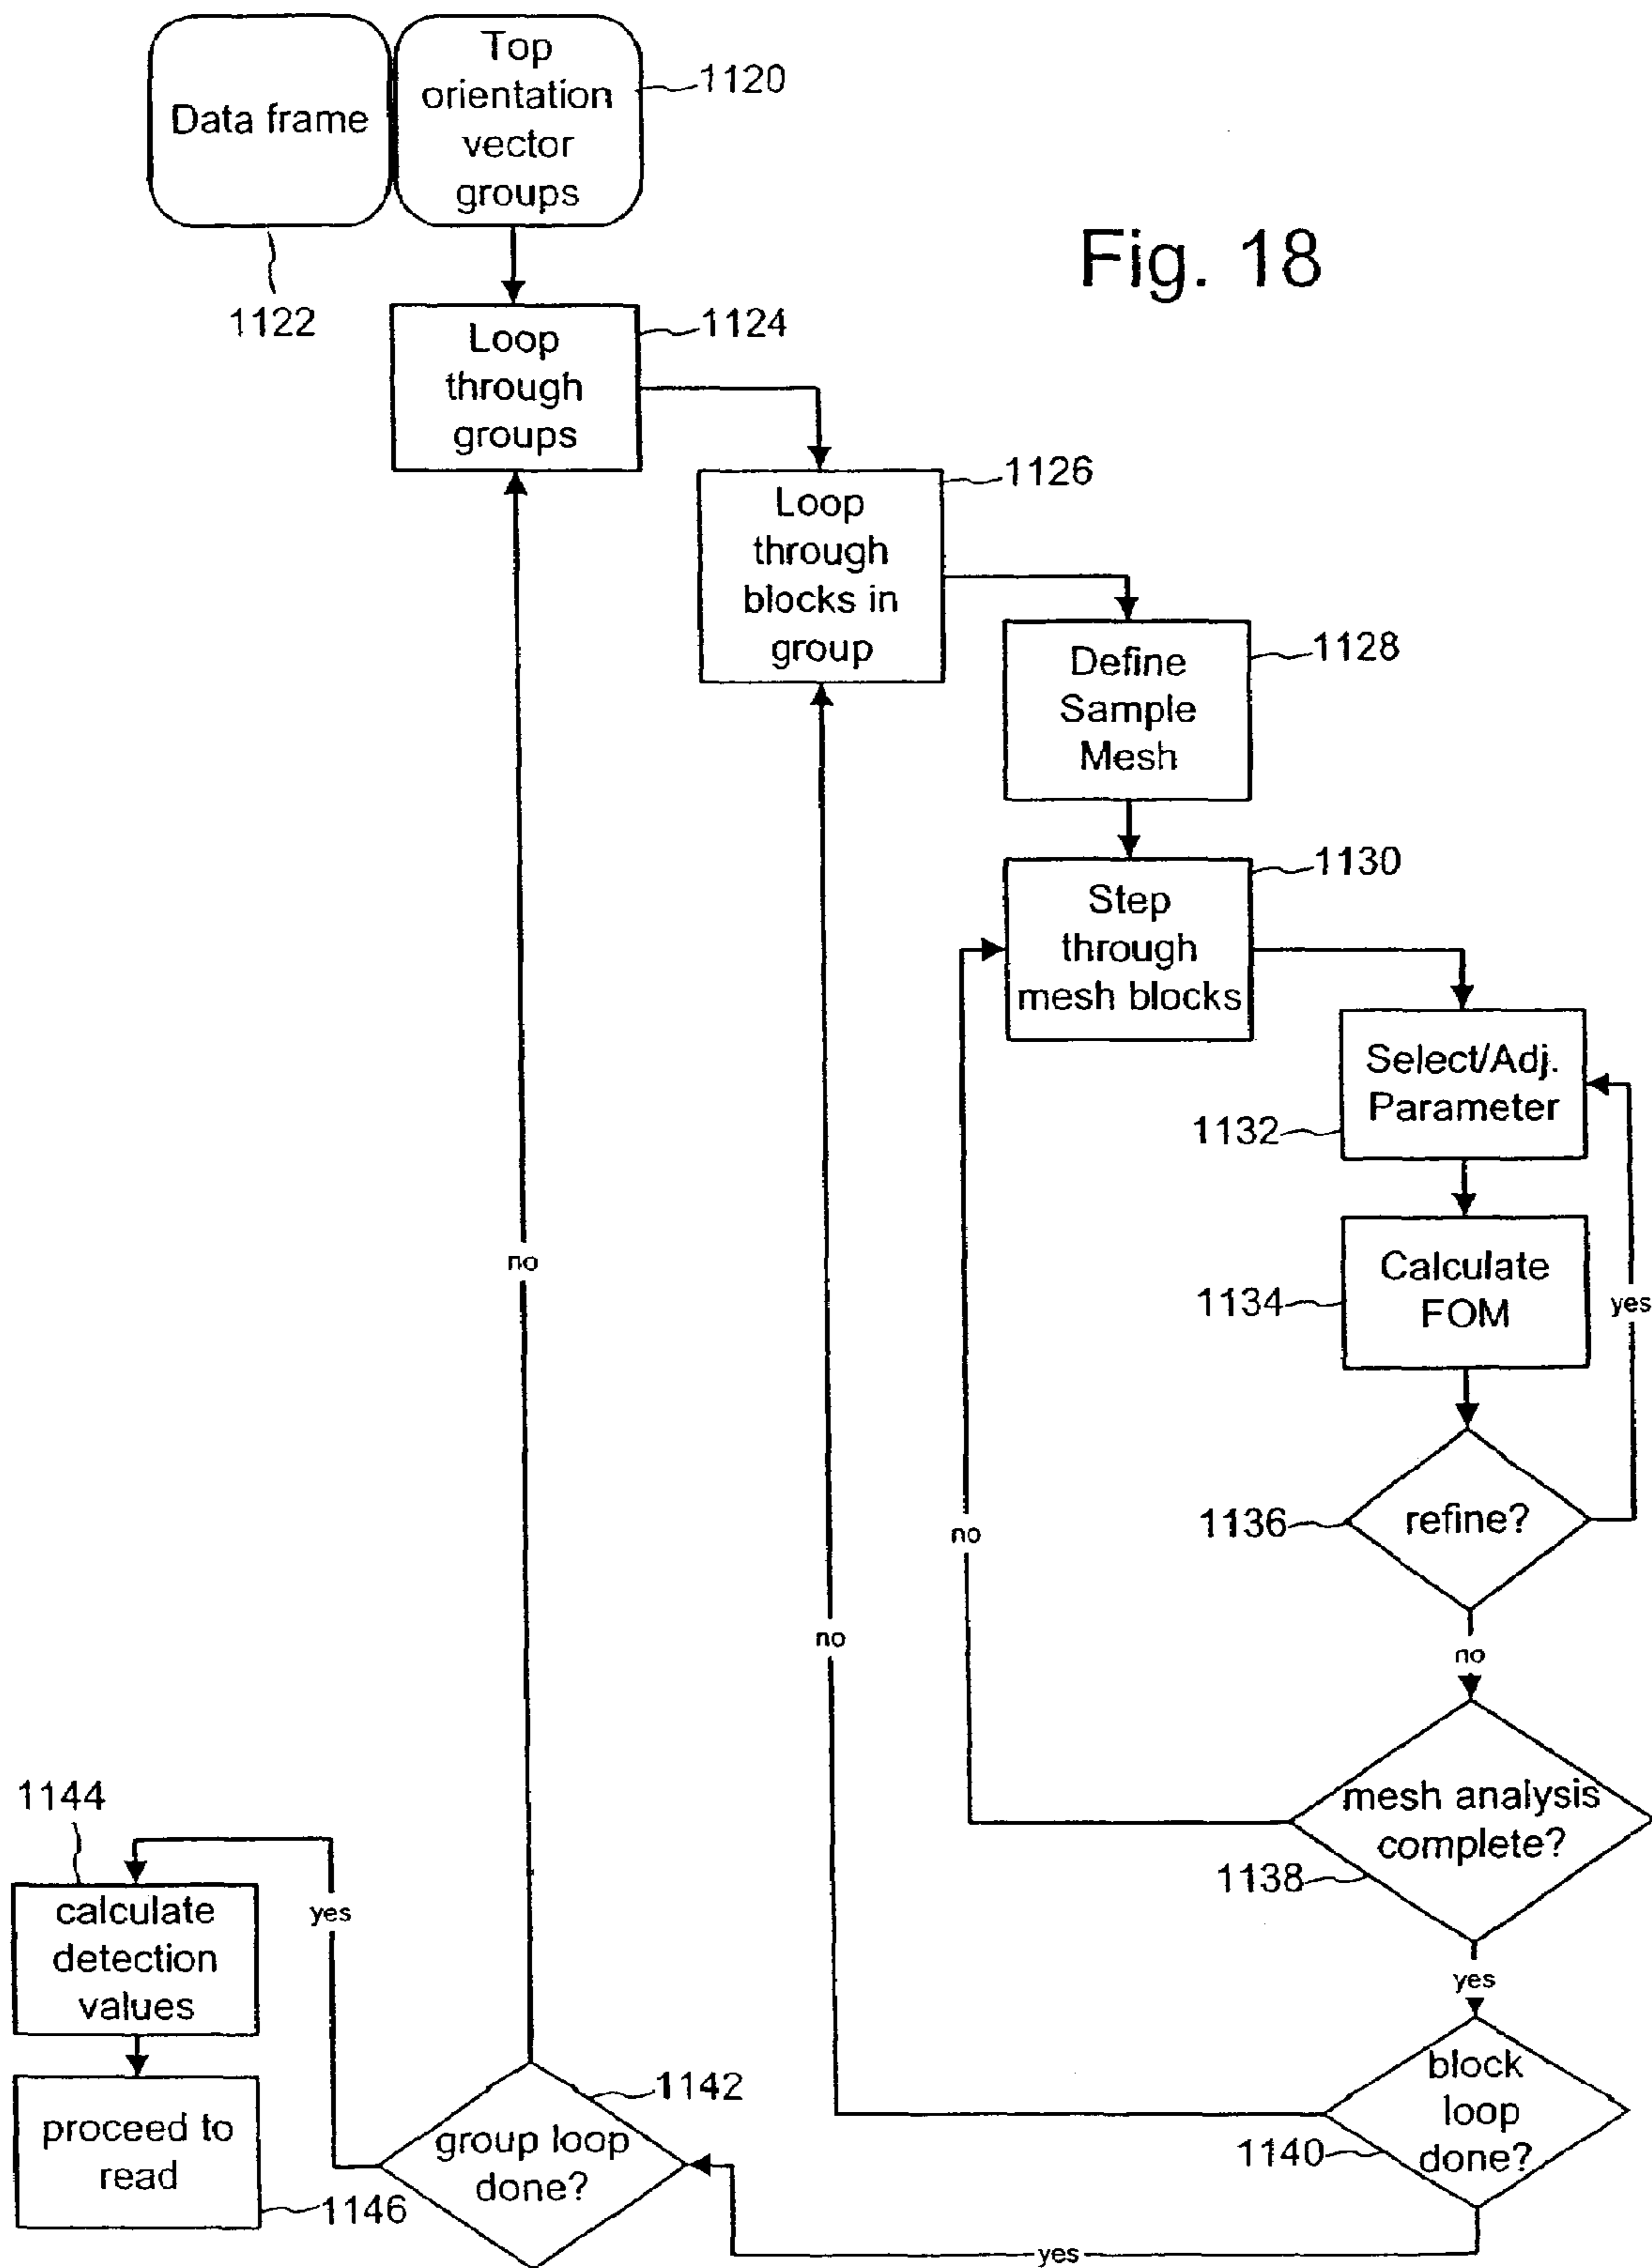 Data frame
Top
orientation
vector
groups
1120
1122
Fig. 18
Loop
through
groups
1124
Loop
through
blocks in
group
1126
Define
Sample
Mesh
1128
Step
through
mesh blocks
1130
Select/Adj.
Parameter
1132
Calculate
FOM
1134
yes
refine?
1136
no
no
no
no
mesh analysis
complete?
1138
yes
block
loop
done?
1140
yes
group loop
done?
1142
yes
1144
calculate
detection
values
proceed to
read
1146